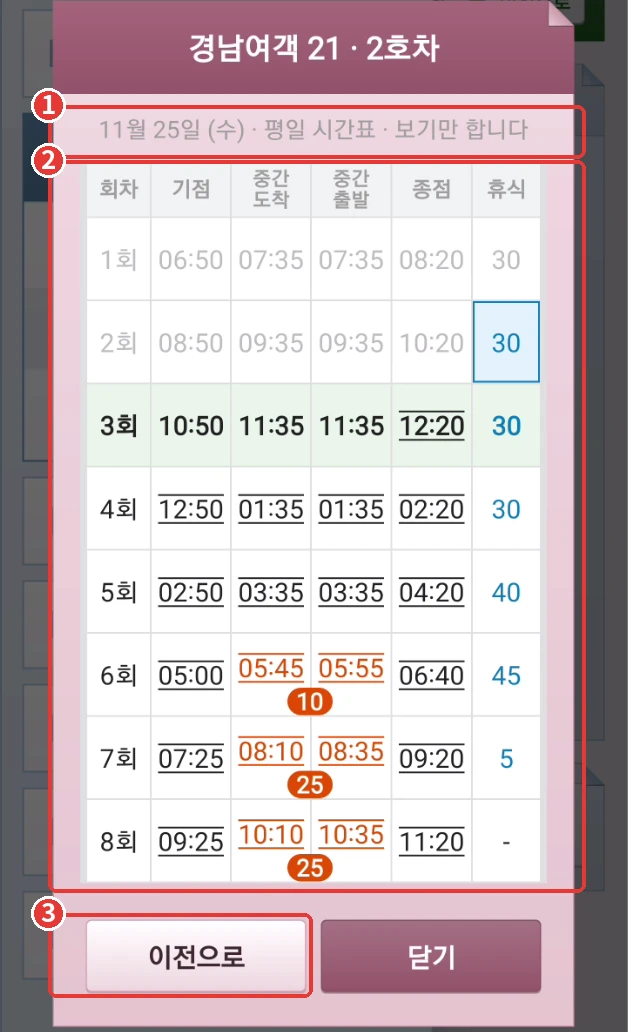 경남여객 21 · 2호차
1
11월 25일 (수) · 평일 시간표 · 보기만 합니다
2
회차 기점 중간 도착 중간 출발 종점 휴식
1회 06:50 07:35 07:35 08:20 30
2회 08:50 09:35 09:35 10:20 30
3회 10:50 11:35 11:35 12:20 30
4회 12:50 01:35 01:35 02:20 30
5회 02:50 03:35 03:35 04:20 40
6회 05:00 05:45 05:55 06:40 45
10
7회 07:25 08:10 08:35 09:20 5
25
8회 09:25 10:10 10:35 11:20 -
25
3
이전으로 닫기